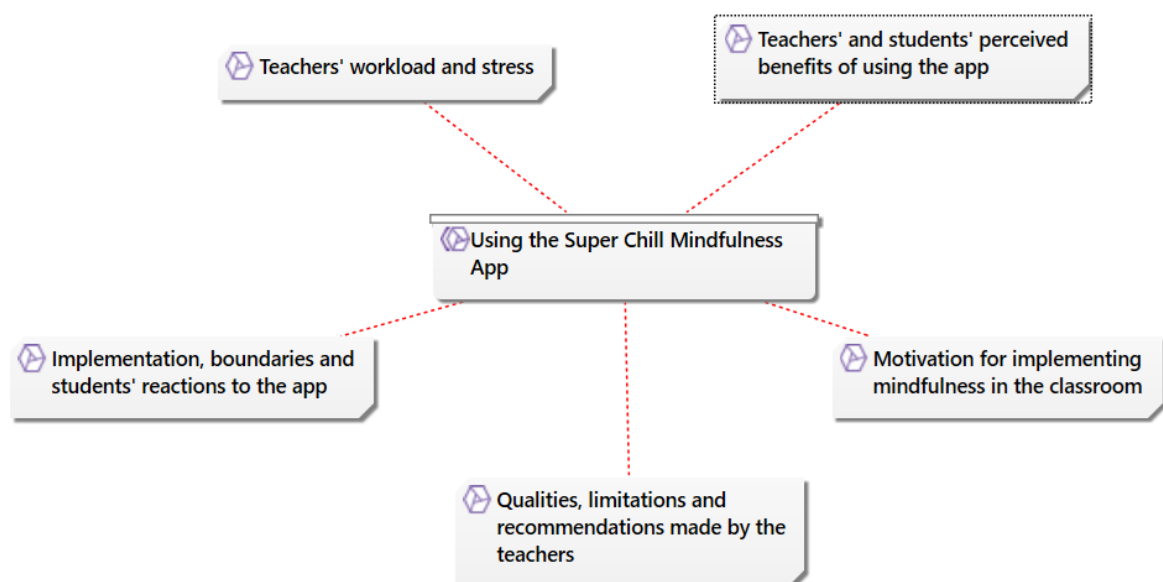 Teachers' workload and stress
Teachers' and students' perceived
benefits of using the app
Using the Super Chill Mindfulness
App
Implementation, boundaries and
students' reactions to the app
Motivation for implementing
mindfulness in the classroom
Qualities, limitations and
recommendations made by the
teachers